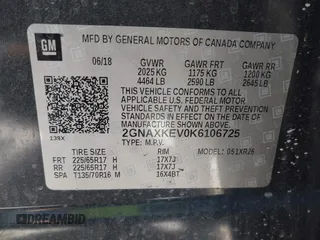 GM
MFD BY GENERAL MOTORS OF CANADA COMPANY
06/18 GVWR GAWR FRT GAWR RR
2025 KG 1175 KG 1200 KG
4464 LB 2590 LB 2645 LB
THIS VEHICLE CONFORMS TO ALL APPLICABLE U.S.
FEDERAL MOTOR VEHICLE SAFETY, BUMPER, AND
THEFT PREVENTION STANDARDS IN EFFECT ON THE
DATE OF MANUFACTURE SHOWN ABOVE.
2GNAXKEV0K6106725
TYPE: M.P.V. MODEL: 051XR26
TIRE SIZE RIM
FRT 225/65R17 H 17X7J
RR 225/65R17 H 17X7J
SPA T135/70R16 M 16X4BT
DREAMBID